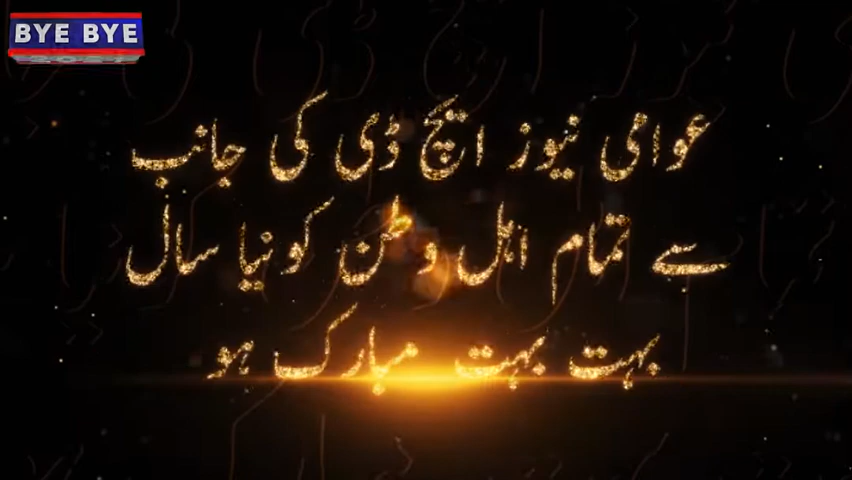 BYE BYE
2021
عوامی نیوز ایچ ڈی کی جانب
سے تمام اہل وطن کو نیا سال
بہت بہت مبارک ہو